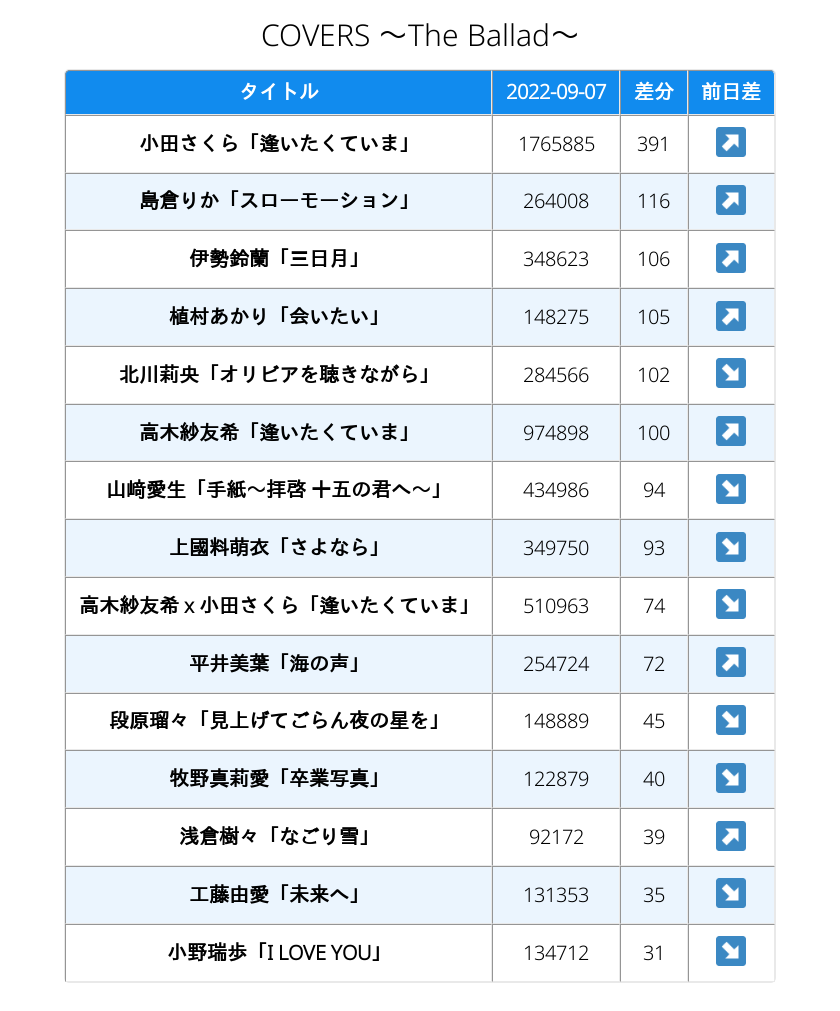 COVERS ～The Ballad～
タイトル 2022-09-07 差分 前日差
小田さくら「逢いたくていま」 1765885 391 ↗
島倉りか「スローモーション」 264008 116 ↗
伊勢鈴蘭「三日月」 348623 106 ↗
植村あかり「会いたい」 148275 105 ↗
北川莉央「オリビアを聴きながら」 284566 102 ↘
高木紗友希「逢いたくていま」 974898 100 ↗
山﨑愛生「手紙～拝啓 十五の君へ～」 434986 94 ↘
上國料萌衣「さよなら」 349750 93 ↘
高木紗友希 x 小田さくら「逢いたくていま」 510963 74 ↘
平井美葉「海の声」 254724 72 ↗
段原瑠々「見上げてごらん夜の星を」 148889 45 ↘
牧野真莉愛「卒業写真」 122879 40 ↘
浅倉樹々「なごり雪」 92172 39 ↗
工藤由愛「未来へ」 131353 35 ↘
小野瑞歩「I LOVE YOU」 134712 31 ↘